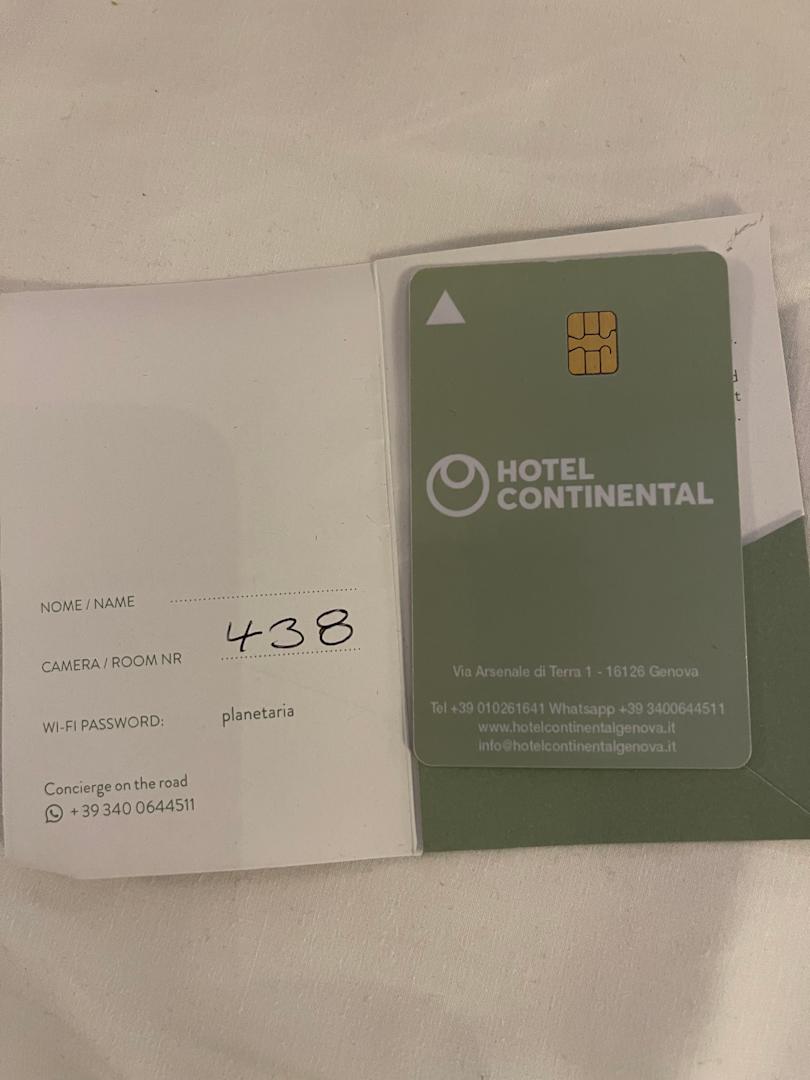 NOME / NAME
CAMERA / ROOM NR 438
WI-FI PASSWORD: planetaria
Concierge on the road
+39 340 0644511
HOTEL
CONTINENTAL
Via Arsenale di Terra 1 - 16126 Genova
Tel +39 010261641 Whatsapp +39 3400644511
www.hotelcontinentalgenova.it
info@hotelcontinentalgenova.it